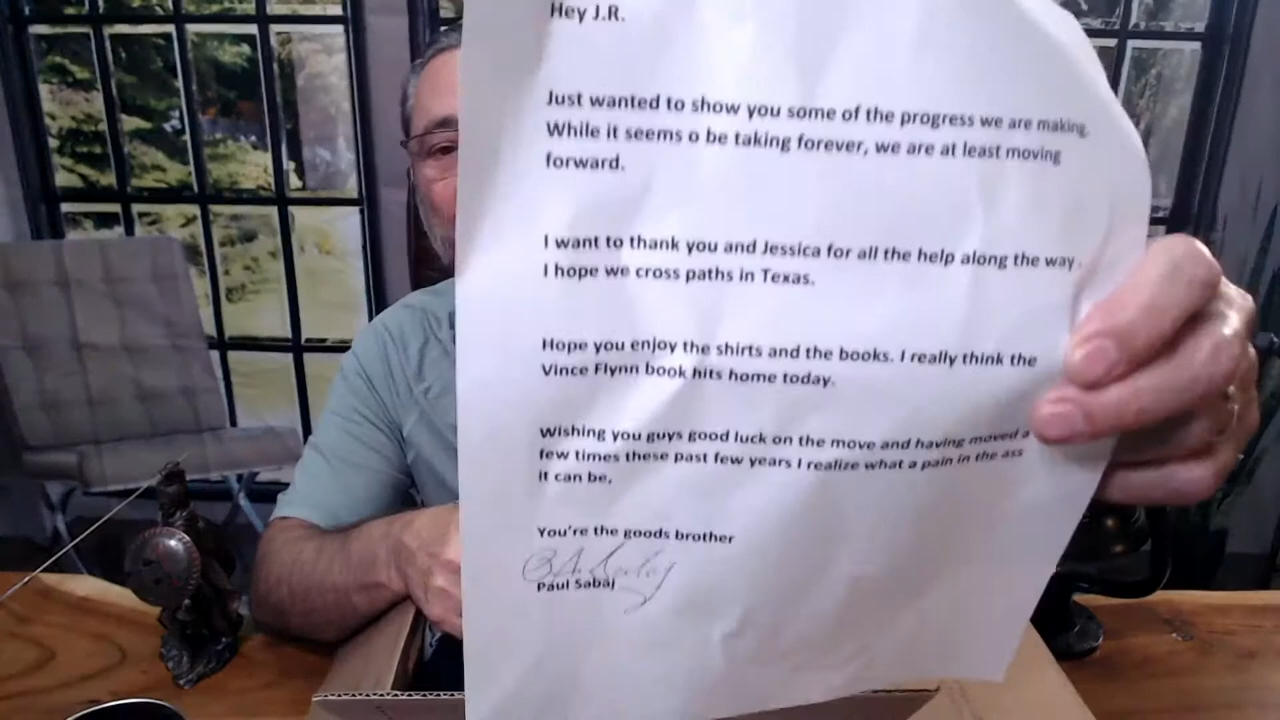 Hey J.R.
Just wanted to show you some of the progress we are making.
While it seems o be taking forever, we are at least moving
forward.
I want to thank you and Jessica for all the help along the way.
I hope we cross paths in Texas.
Hope you enjoy the shirts and the books. I really think the
Vince Flynn book hits home today.
Wishing you guys good luck on the move and having moved a
few times these past few years I realize what a pain in the ass
it can be.
You're the goods brother
Paul Sabaj